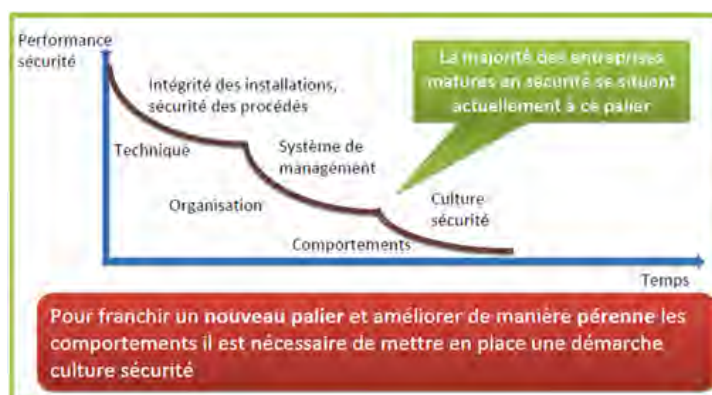 Performance
sécurité
La majorité des entreprises
matures en sécurité se situent
actuellement à ce palier
Intégrité des installations,
sécurité des procédés
Technique
Système de
management
Organisation
Culture
sécurité
Comportements
Temps
Pour franchir un nouveau palier et améliorer de manière pérenne les
comportements il est nécessaire de mettre en place une démarche
culture sécurité